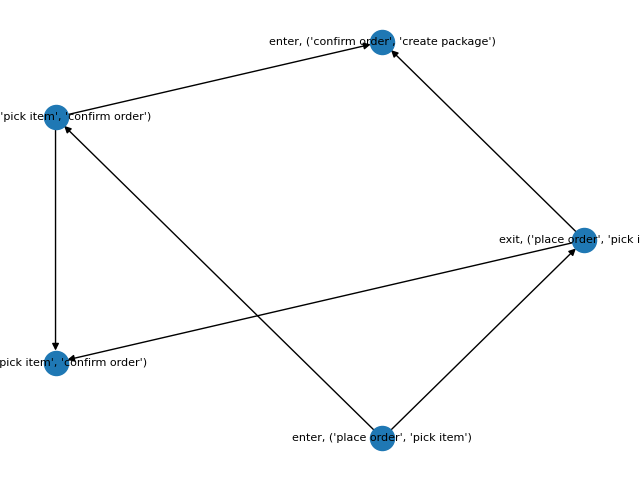 enter, ('confirm order', 'create package')
'pick item', 'confirm order')
exit, ('place order', 'pick i
pick item', 'confirm order')
enter, ('place order', 'pick item')